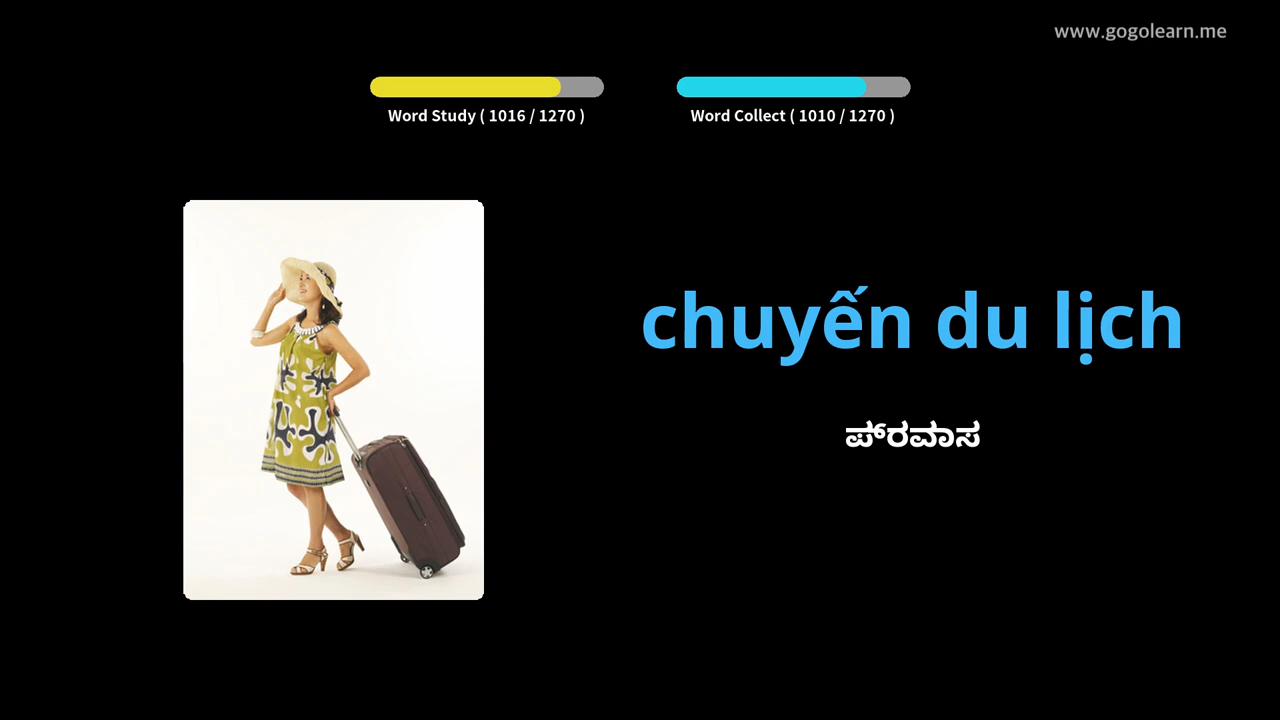 www.gogolearn.me
Word Study ( 1016 / 1270 )
Word Collect ( 1010 / 1270 )
chuyến du lịch
ಪ್ರವಾಸ